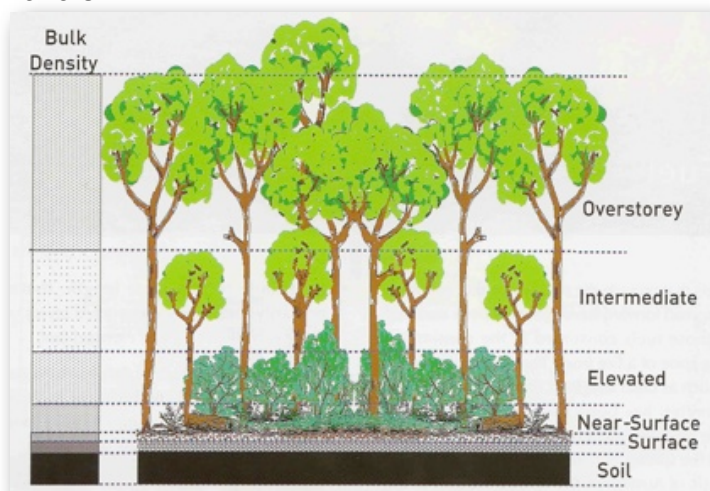 Bulk
Density
Overstorey
Intermediate
Elevated
Near-Surface
Surface
Soil